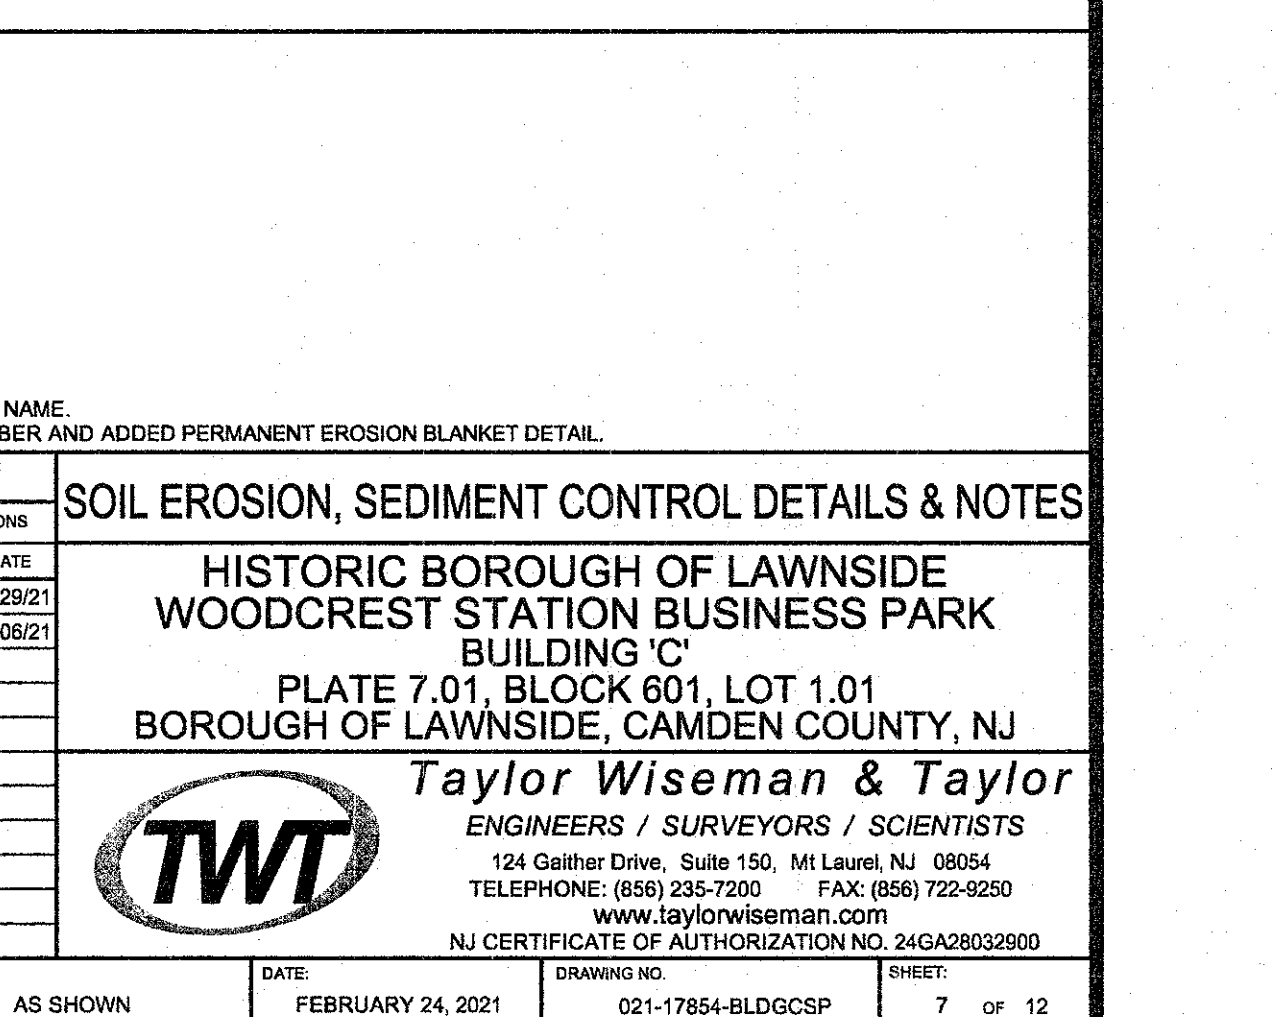 NAME.
BER AND ADDED PERMANENT EROSION BLANKET DETAIL.
SOIL EROSION, SEDIMENT CONTROL DETAILS & NOTES
ONS
ATE
29/21
06/21
HISTORIC BOROUGH OF LAWNSIDE
WOODCREST STATION BUSINESS PARK
BUILDING 'C'
PLATE 7.01, BLOCK 601, LOT 1.01
BOROUGH OF LAWNSIDE, CAMDEN COUNTY, NJ
TWT
Taylor Wiseman & Taylor
ENGINEERS / SURVEYORS / SCIENTISTS
124 Gaither Drive, Suite 150, Mt Laurel, NJ 08054
TELEPHONE: (856) 235-7200 FAX: (856) 722-9250
www.taylorwiseman.com
NJ CERTIFICATE OF AUTHORIZATION NO. 24GA28032900
DATE: DRAWING NO. SHEET:
AS SHOWN FEBRUARY 24, 2021 021-17854-BLDGCSP 7 OF 12